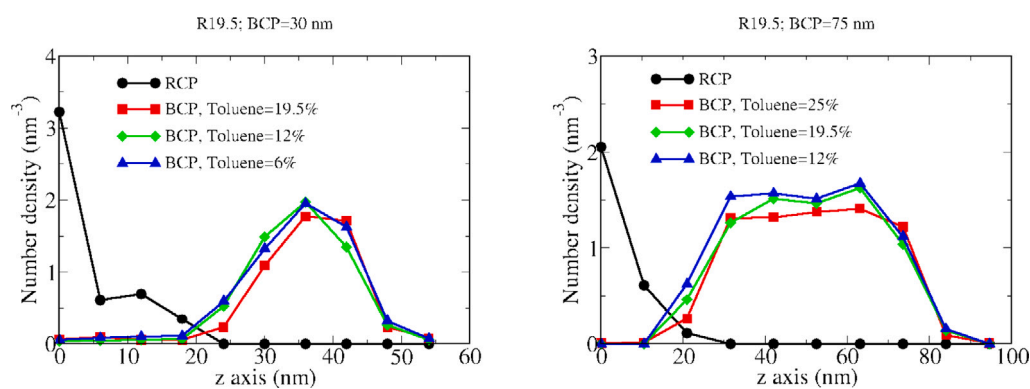 R19.5; BCP=30 nm
4
3
2
1
0
Number density (nm⁻³)
RCP
BCP, Toluene=19.5%
BCP, Toluene=12%
BCP, Toluene=6%
0 10 20 30 40 50 60
z axis (nm)
R19.5; BCP=75 nm
3
2
1
0
Number density (nm⁻³)
RCP
BCP, Toluene=25%
BCP, Toluene=19.5%
BCP, Toluene=12%
0 20 40 60 80 100
z axis (nm)